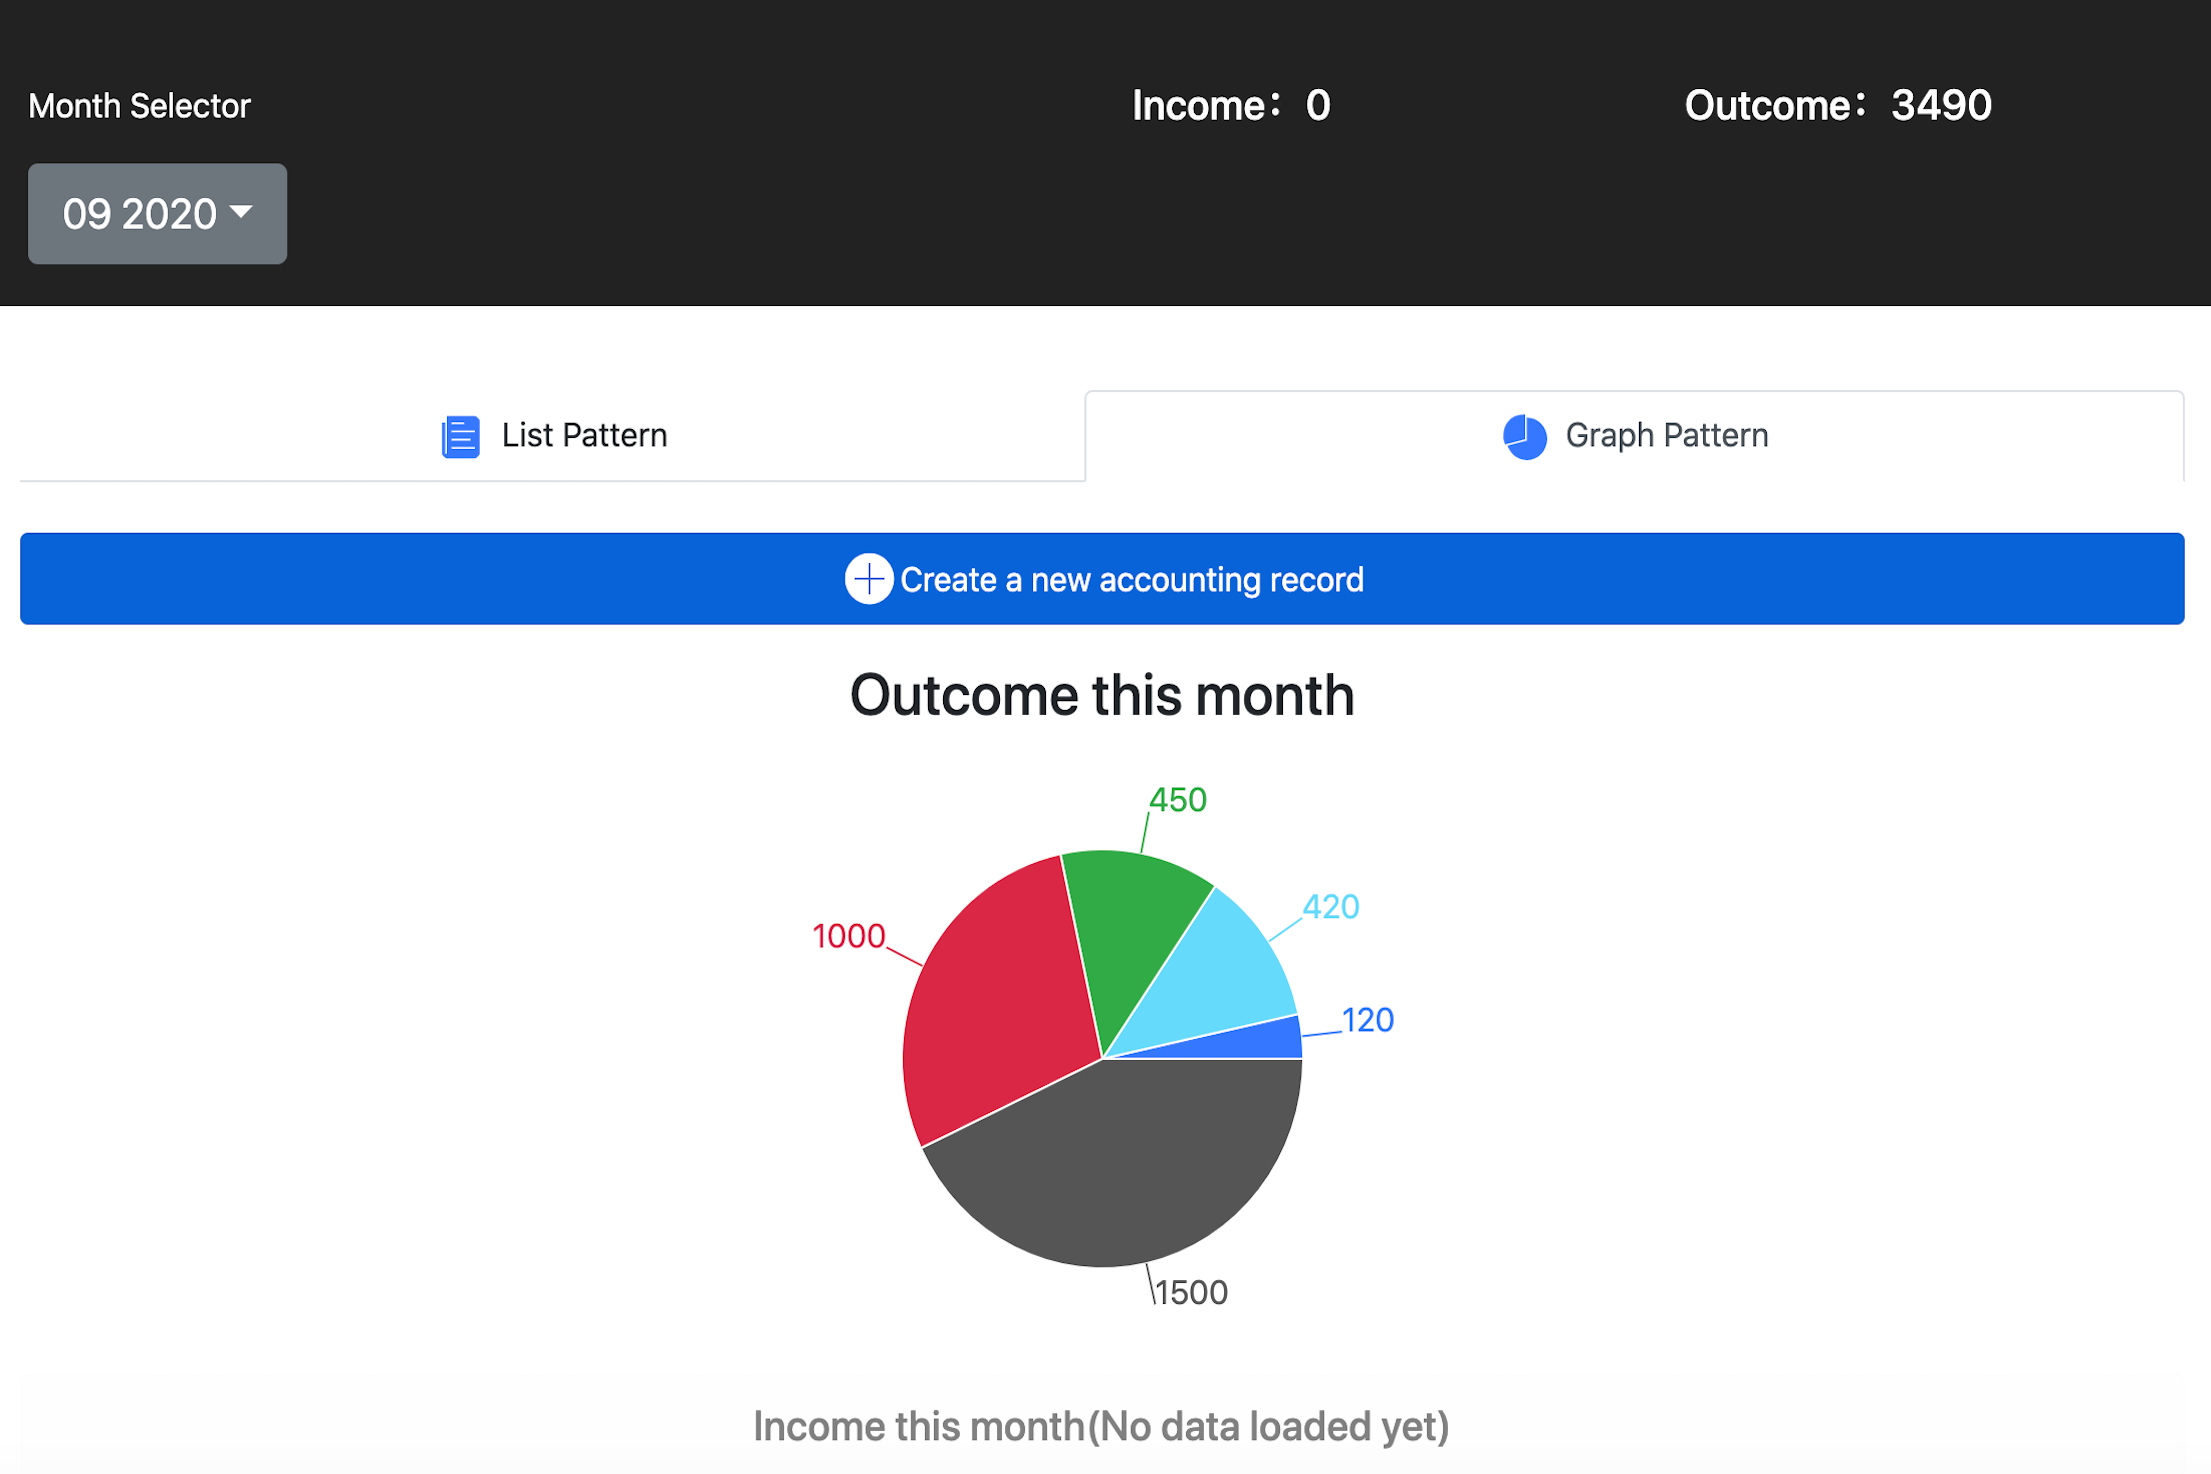 Month Selector
Income: 0
Outcome: 3490
09 2020
List Pattern
Graph Pattern
Create a new accounting record
Outcome this month
450
420
1000
120
1500
Income this month(No data loaded yet)